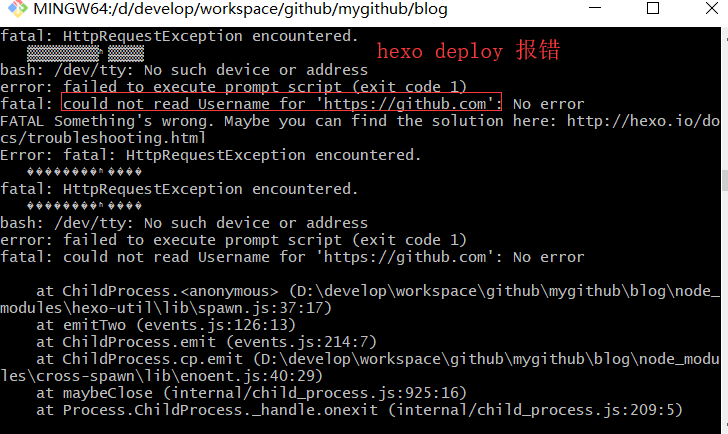 MINGW64:/d/develop/workspace/github/mygithub/blog
fatal: HttpRequestException encountered.
hexo deploy 报错
bash: /dev/tty: No such device or address
error: failed to execute prompt script (exit code 1)
fatal: could not read Username for 'https://github.com': No error
FATAL Something's wrong. Maybe you can find the solution here: http://hexo.io/do
cs/troubleshooting.html
Error: fatal: HttpRequestException encountered.
���������ʱ����
fatal: HttpRequestException encountered.
���������ʱ����
bash: /dev/tty: No such device or address
error: failed to execute prompt script (exit code 1)
fatal: could not read Username for 'https://github.com': No error
at ChildProcess.<anonymous> (D:\develop\workspace\github\mygithub\blog\node_
modules\hexo-util\lib\spawn.js:37:17)
at emitTwo (events.js:126:13)
at ChildProcess.emit (events.js:214:7)
at ChildProcess.cp.emit (D:\develop\workspace\github\mygithub\blog\node_modu
les\cross-spawn\lib\enoent.js:40:29)
at maybeClose (internal/child_process.js:925:16)
at Process.ChildProcess._handle.onexit (internal/child_process.js:209:5)